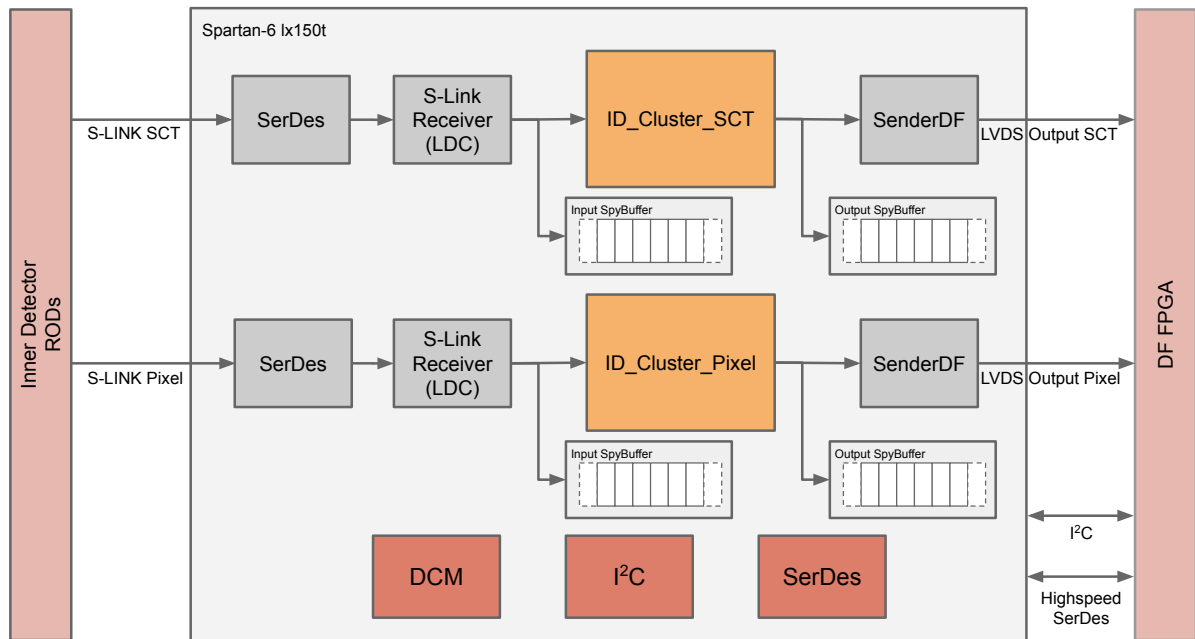 Spartan-6 lx150t
Inner Detector
RODs
S-LINK SCT
SerDes
S-Link
Receiver
(LDC)
ID_Cluster_SCT
SenderDF
LVDS Output SCT
Input SpyBuffer
Output SpyBuffer
S-LINK Pixel
SerDes
S-Link
Receiver
(LDC)
ID_Cluster_Pixel
SenderDF
LVDS Output Pixel
Input SpyBuffer
Output SpyBuffer
DCM
I²C
SerDes
I²C
Highspeed
SerDes
DF FPGA